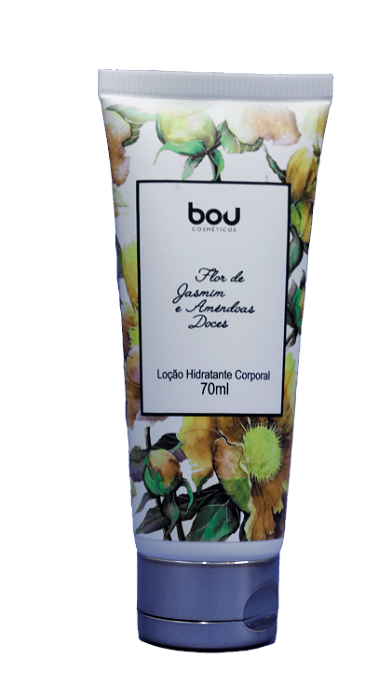 bou
COSMÉTICOS
Flor de
Jasmim
e Amêndoas
Doces
Loção Hidratante Corporal
70ml